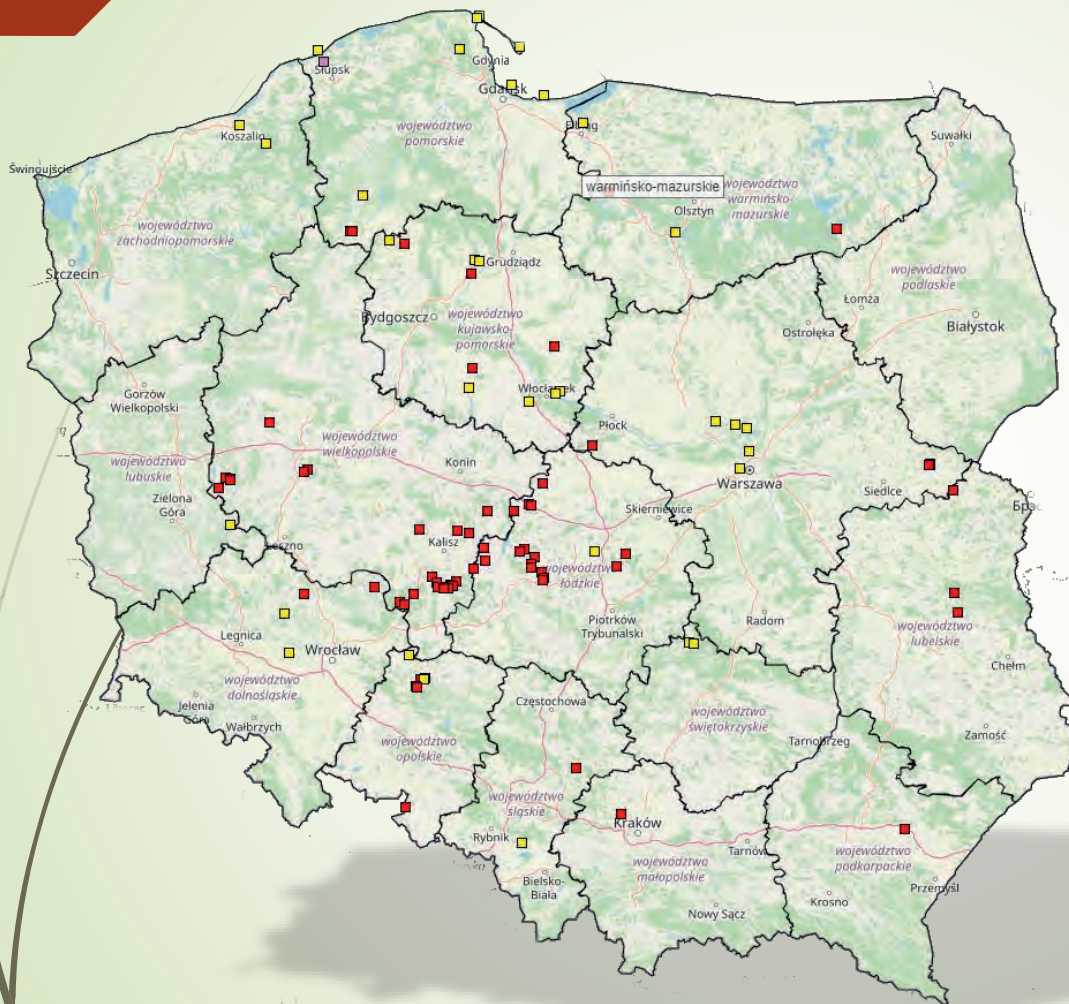 Gdynia
Słupsk
Gdańsk
Koszalin
województwo
pomorskie
Elbląg
Suwałki
Świnoujście
warmińsko-mazurskie
województwo
warmińsko-
mazurskie
Olsztyn
województwo
zachodniopomorskie
Szczecin
Grudziądz
województwo
podlaskie
Łomża
Białystok
Ostrołęka
Bydgoszcz
województwo
kujawsko-
pomorskie
Włocławek
Gorzów
Wielkopolski
Płock
województwo
wielkopolskie
Konin
województwo
lubuskie
Zielona
Góra
Warszawa
Siedlce
Брэс
Skierniewice
Leszno
Kalisz
województwo
łódzkie
Piotrków
Trybunalski
Radom
województwo
lubelskie
Chełm
Legnica
Wrocław
województwo
dolnośląskie
Jelenia
Góra
Wałbrzych
Częstochowa
województwo
świętokrzyskie
Tarnobrzeg
Zamość
województwo
opolskie
województwo
śląskie
Rybnik
Kraków
Tarnów
województwo
małopolskie
województwo
podkarpackie
Przemyśl
Bielsko-
Biała
Krosno
Nowy Sącz